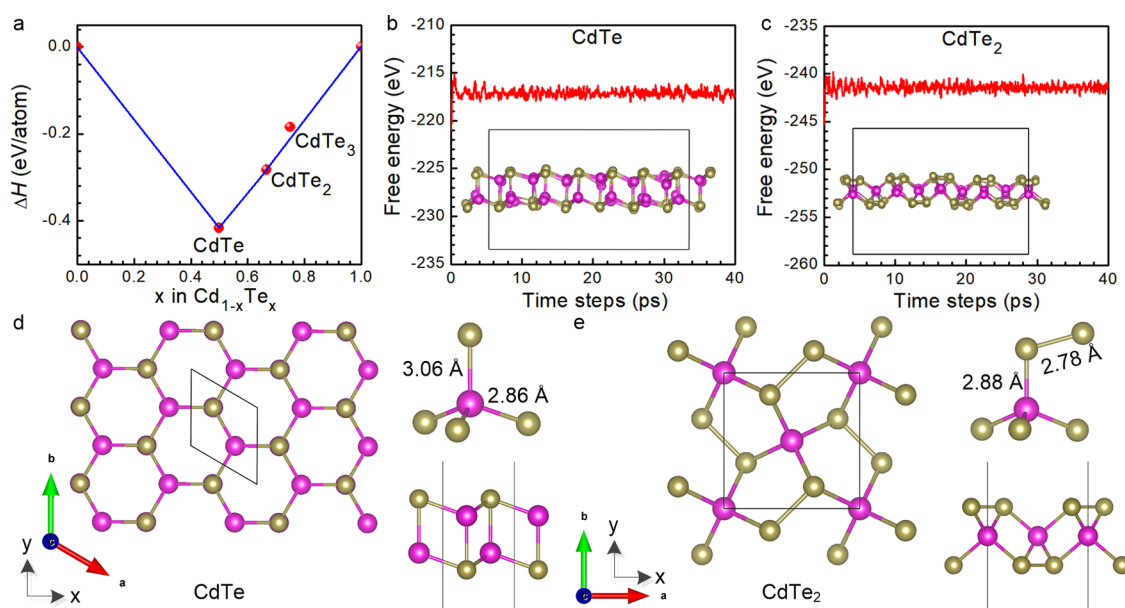 a
0.0
-0.2
-0.4
ΔH (eV/atom)
CdTe3
CdTe2
CdTe
0.0 0.2 0.4 0.6 0.8 1.0
x in Cd1-xTex
b
CdTe
-210
-215
-220
-225
-230
-235
Free energy (eV)
0 10 20 30 40
Time steps (ps)
c
CdTe2
-235
-240
-245
-250
-255
-260
Free energy (eV)
0 10 20 30 40
Time steps (ps)
d
3.06 Å
2.86 Å
b
c
a
y
x
CdTe
e
2.88 Å
2.78 Å
b
c
a
y
x
CdTe2